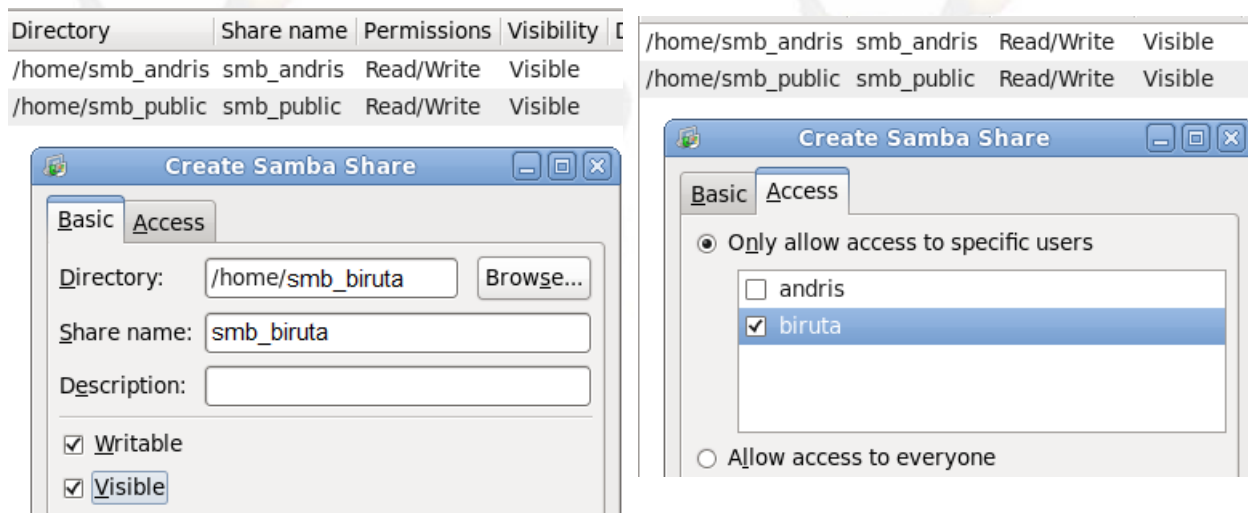 Directory Share name Permissions Visibility
/home/smb_andris smb_andris Read/Write Visible
/home/smb_public smb_public Read/Write Visible
Create Samba Share
Basic Access
Directory: /home/smb_biruta Browse...
Share name: smb_biruta
Description:
Writable
Visible
/home/smb_andris smb_andris Read/Write Visible
/home/smb_public smb_public Read/Write Visible
Create Samba Share
Basic Access
Only allow access to specific users
andris
biruta
Allow access to everyone